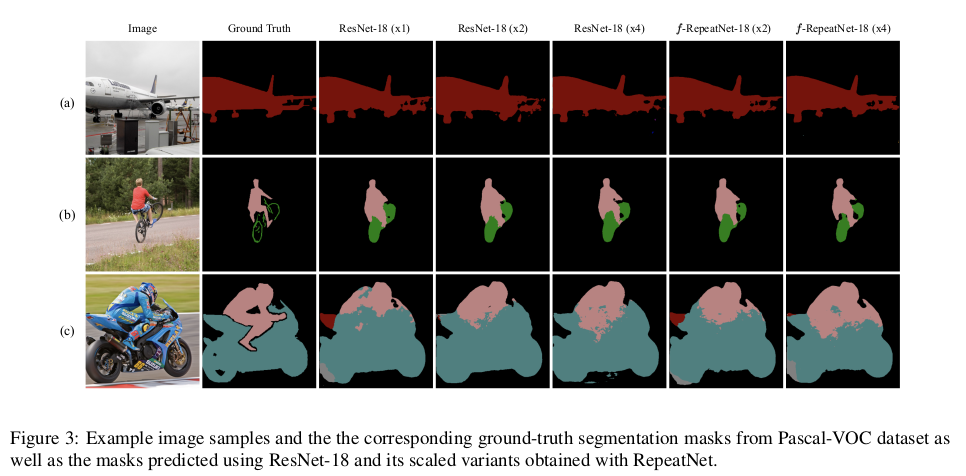 Image Ground Truth ResNet-18 (x1) ResNet-18 (x2) ResNet-18 (x4) f-RepeatNet-18 (x2) f-RepeatNet-18 (x4)
(a)
(b)
(c)
Figure 3: Example image samples and the the corresponding ground-truth segmentation masks from Pascal-VOC dataset as
well as the masks predicted using ResNet-18 and its scaled variants obtained with RepeatNet.